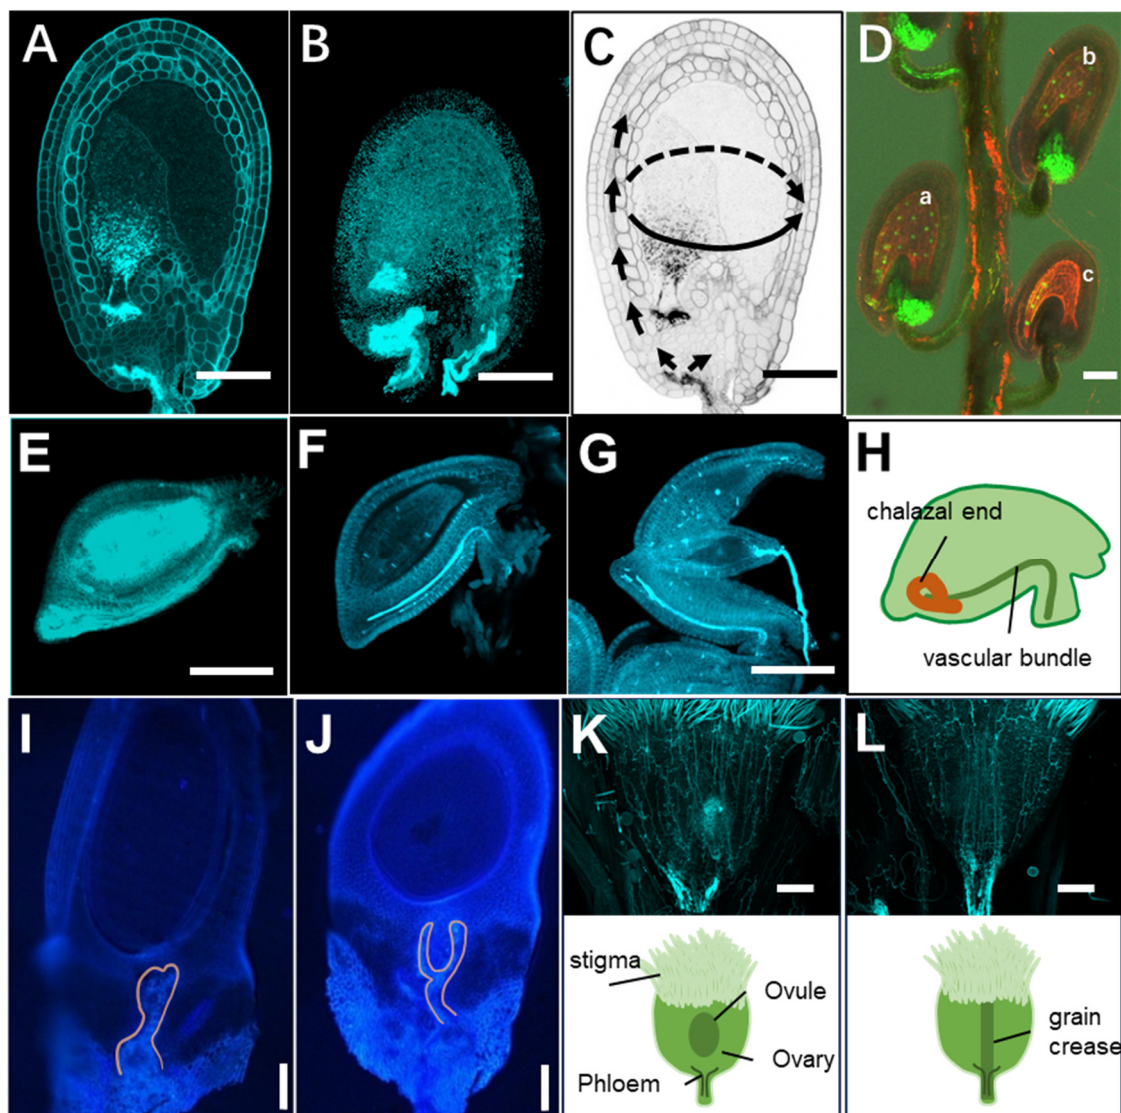 A
B
C
D
b
a
c
E
F
G
H
chalazal end
vascular bundle
I
J
K
L
stigma
Ovule
Ovary
Phloem
grain
crease